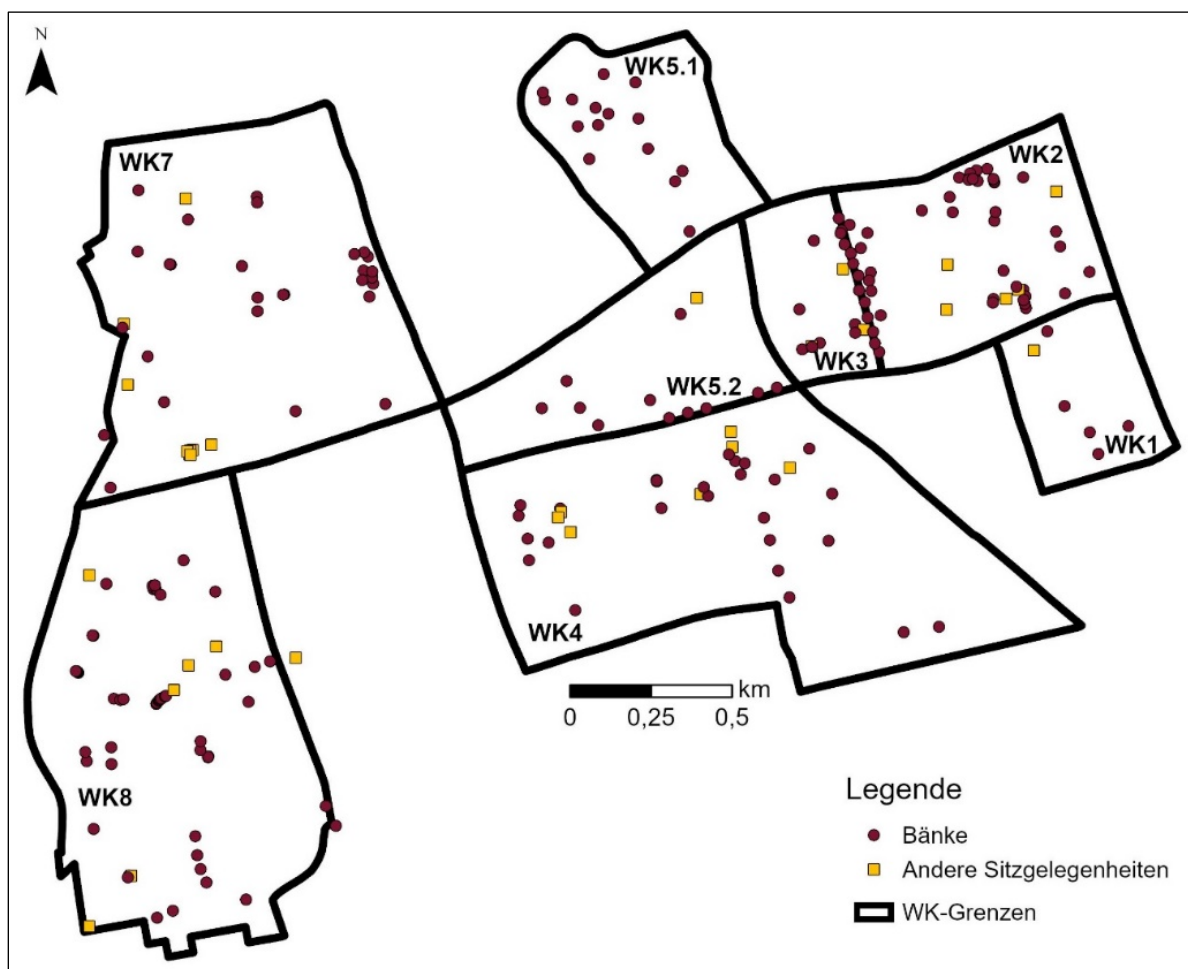 N
WK5.1
WK7
WK2
WK3
WK5.2
WK1
WK4
km
0 0,25 0,5
WK8
Legende
Bänke
Andere Sitzgelegenheiten
WK-Grenzen